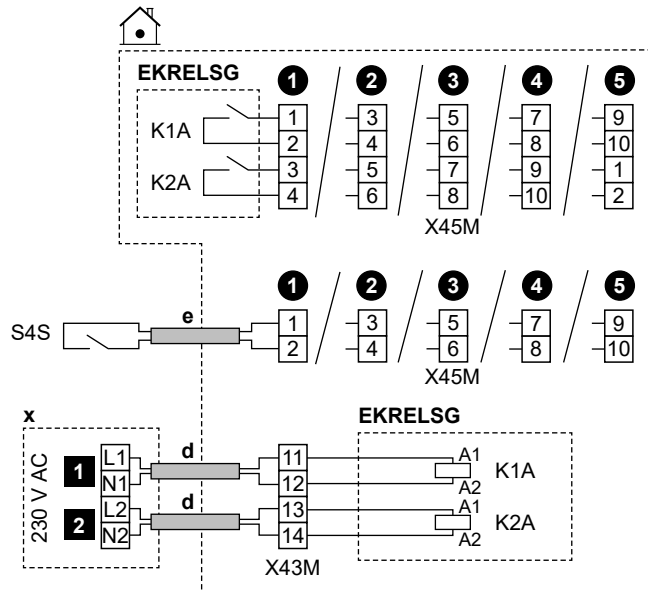 EKRELSG
1 2 3 4 5
K1A 1 3 5 7 9
2 4 6 8 10
K2A 3 5 7 9 1
4 6 8 10 2
X45M
1 2 3 4 5
S4S e 1 3 5 7 9
2 4 6 8 10
X45M
x
EKRELSG
230 V AC
1 L1 d 11 A1
N1 12 A2 K1A
2 L2 d 13 A1
N2 14 A2 K2A
X43M